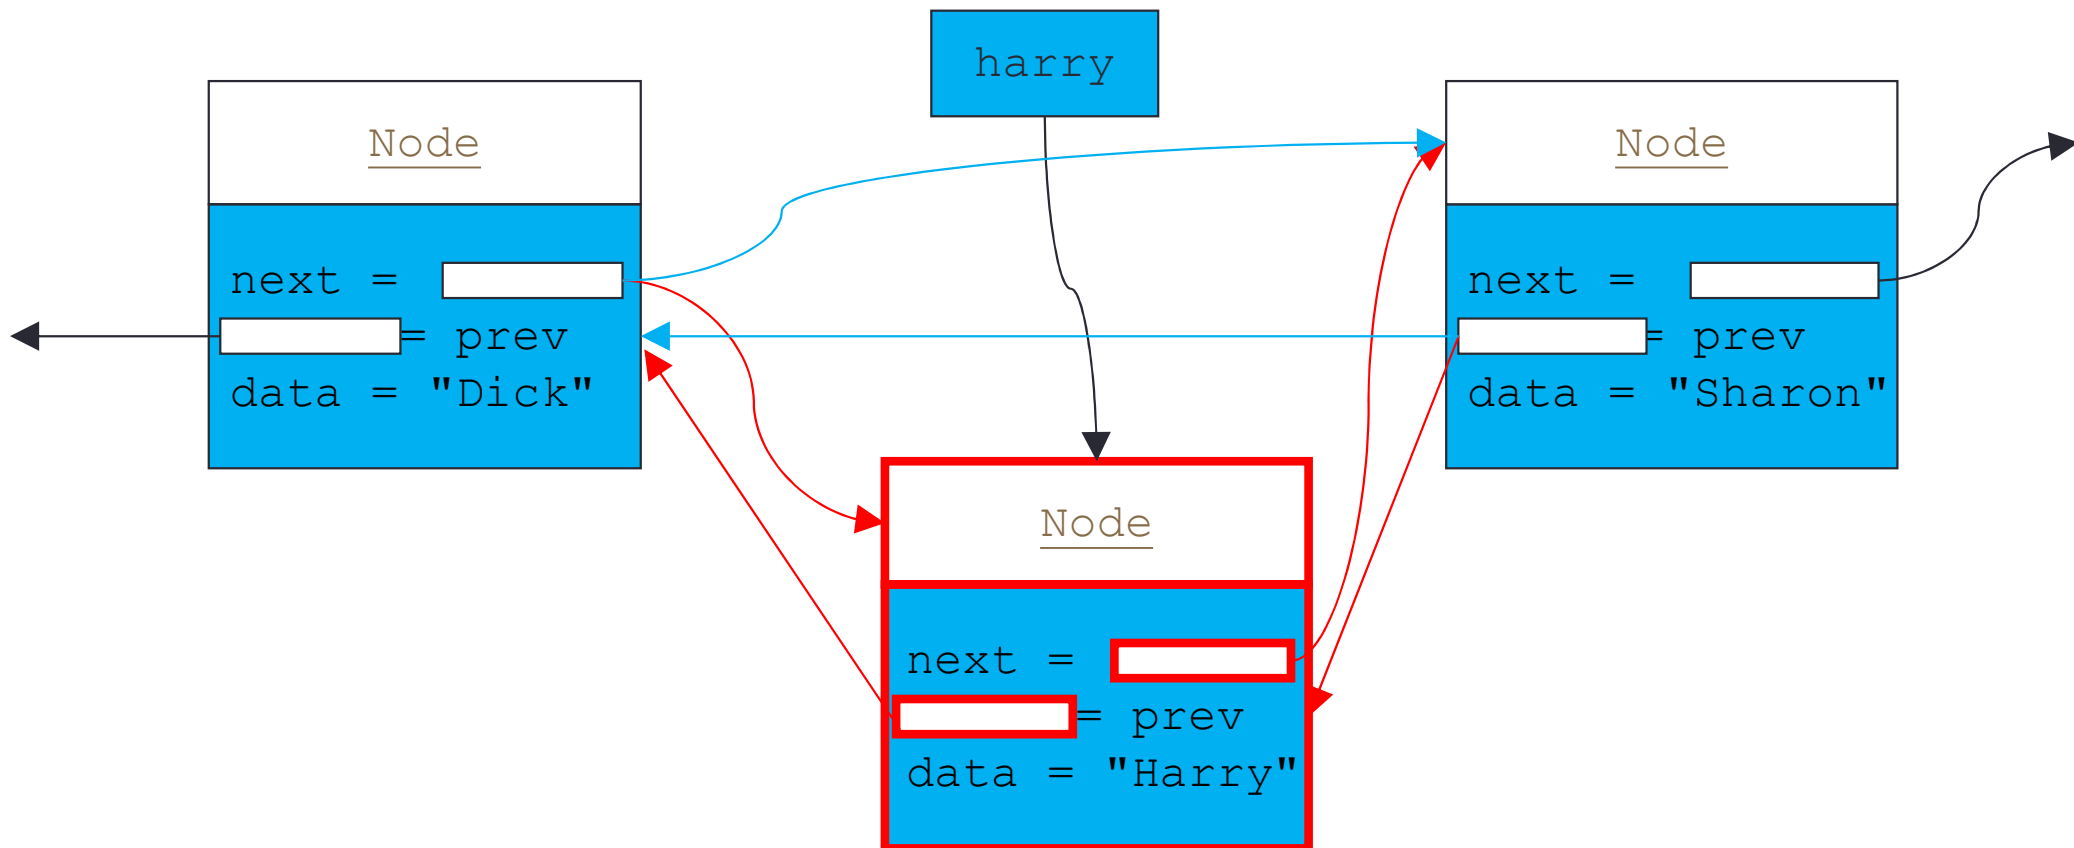 harry
Node
next =
= prev
data = "Dick"
Node
next =
= prev
data = "Sharon"
Node
next =
= prev
data = "Harry"